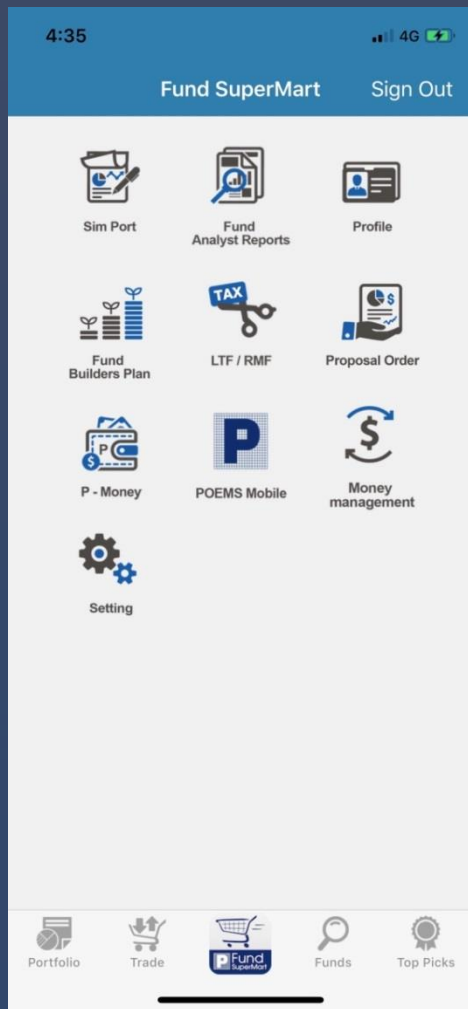 4:35
4G
Fund SuperMart
Sign Out
Sim Port
Fund
Analyst Reports
Profile
Fund
Builders Plan
TAX
LTF / RMF
$
Proposal Order
P
$
P - Money
P
POEMS Mobile
$
Money
management
Setting
Portfolio
Trade
P Fund
SuperMart
Funds
Top Picks